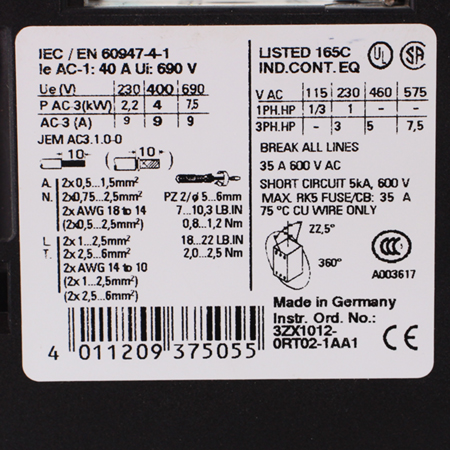 IEC / EN 60947-4-1
Ie AC-1: 40 A Ui: 690 V
Ue (V) 230 400 690
P AC 3(kW) 2,2 4 7,5
AC-3 (A) 9 9 9
JEM AC3.1.0-0
10 10
A. 2x0,5...1,5mm² PZ 2/ø 5...6mm
N. 2x0,75...2,5mm² 7...10,3 LB.IN
2xAWG 18 to 14 0,8...1,2 Nm
(2x0,5...2,5mm²)
L. 2x 1...2,5mm² 18...22 LB.IN
T. 2x 2,5...6mm² 2,0...2,5 Nm
2xAWG 14 to 10
(2x 1...2,5mm²)
(2x 2,5...6mm²)
4 011209 375055
LISTED 165C UL SA
IND.CONT.EQ
V AC 115 230 460 575
1PH.HP 1/3 1 - -
3PH.HP - 3 5 7,5
BREAK ALL LINES
35 A 600 V AC
SHORT CIRCUIT 5kA, 600 V
MAX. RK5 FUSE/CB: 35 A
75°C CU WIRE ONLY
22,5°
360°
CCC
A003617
Made in Germany
Instr. Ord. No.:
3ZX1012-
0RT02-1AA1
CE